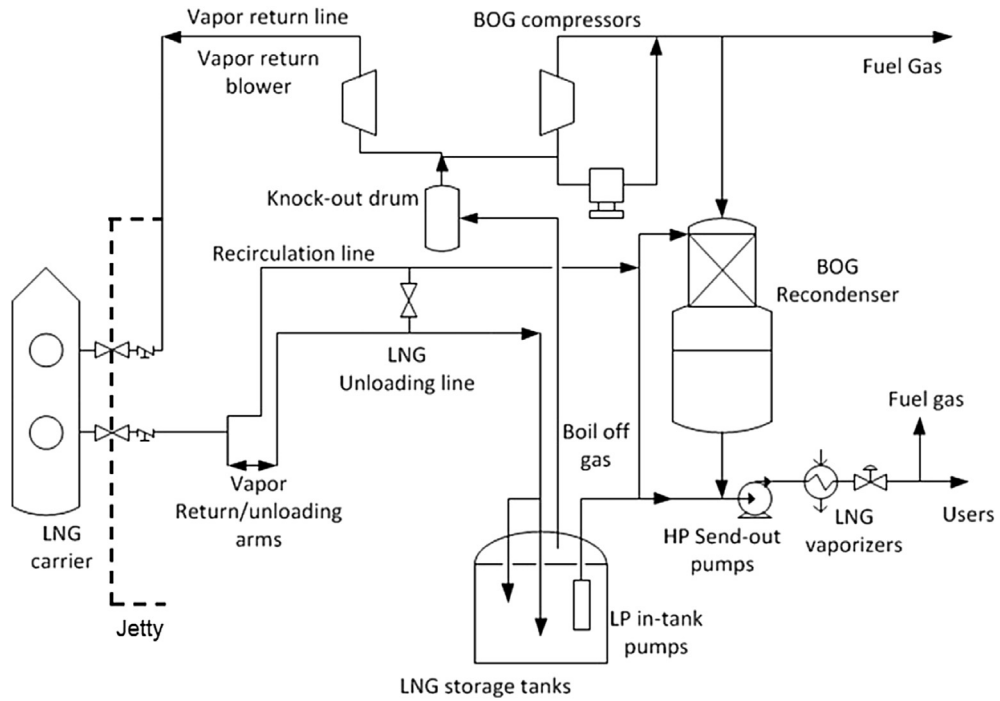 Vapor return line
BOG compressors
Vapor return
blower
Fuel Gas
Knock-out drum
Recirculation line
BOG
Recondenser
LNG
Unloading line
Fuel gas
Boil off
gas
Vapor
Return/unloading
arms
Users
LNG
vaporizers
HP Send-out
pumps
LNG
carrier
Jetty
LP in-tank
pumps
LNG storage tanks